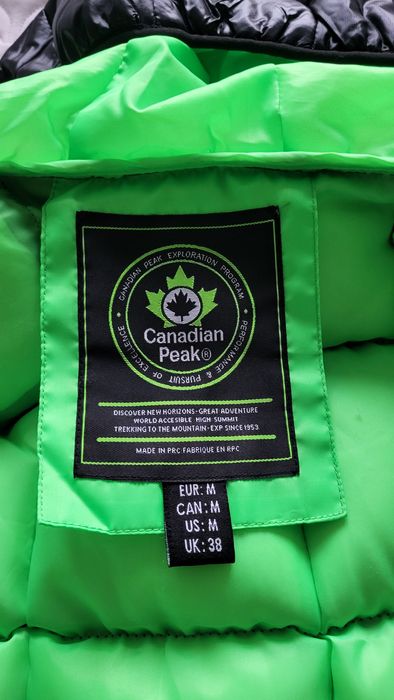 CANADIAN PEAK EXPLORATION PROGRAM •
PERFORMANCE & PURSUIT OF EXCELLENCE •
Canadian
Peak®
DISCOVER NEW HORIZONS-GREAT ADVENTURE
WORLD ACCESIBLE HIGH SUMMIT
TREKKING TO THE MOUNTAIN-EXP SINCE 1953
MADE IN PRC FABRIQUE EN RPC
EUR: M
CAN: M
US: M
UK: 38